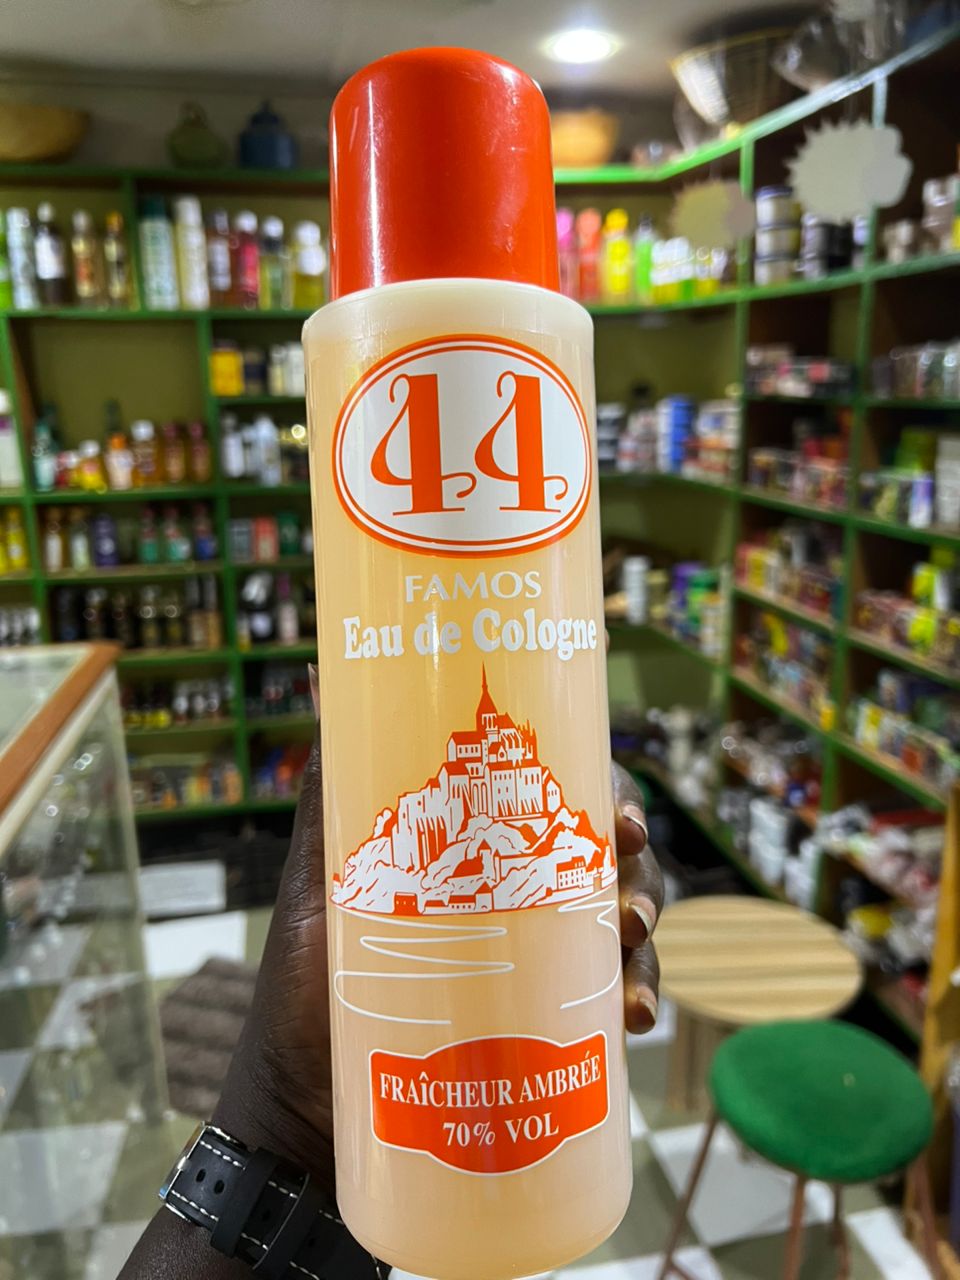 44
FAMOS
Eau de Cologne
FRAÎCHEUR AMBRÉE
70% VOL